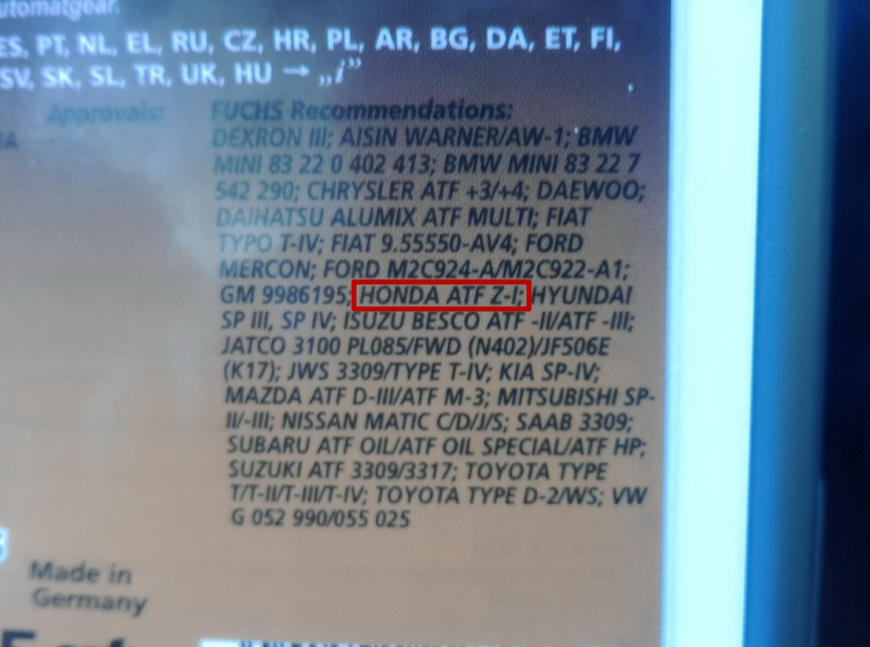 utomatgear.
ES, PT, NL, EL, RU, CZ, HR, PL, AR, BG, DA, ET, FI,
SV, SK, SL, TR, UK, HU → „i”
Approvals:
FUCHS Recommendations:
DEXRON III; AISIN WARNER/AW-1; BMW
MINI 83 22 0 402 413; BMW MINI 83 22 7
542 290; CHRYSLER ATF +3/+4; DAEWOO;
DAIHATSU ALUMIX ATF MULTI; FIAT
TYPO T-IV; FIAT 9.55550-AV4; FORD
MERCON; FORD M2C924-A/M2C922-A1;
GM 9986195; HONDA ATF Z-I; HYUNDAI
SP III, SP IV; ISUZU BESCO ATF -II/ATF -III;
JATCO 3100 PL085/FWD (N402)/JF506E
(K17); JWS 3309/TYPE T-IV; KIA SP-IV;
MAZDA ATF D-III/ATF M-3; MITSUBISHI SP-
II/-III; NISSAN MATIC C/D/J/S; SAAB 3309;
SUBARU ATF OIL/ATF OIL SPECIAL/ATF HP;
SUZUKI ATF 3309/3317; TOYOTA TYPE
T/T-II/T-III/T-IV; TOYOTA TYPE D-2/WS; VW
G 052 990/055 025
Made in
Germany